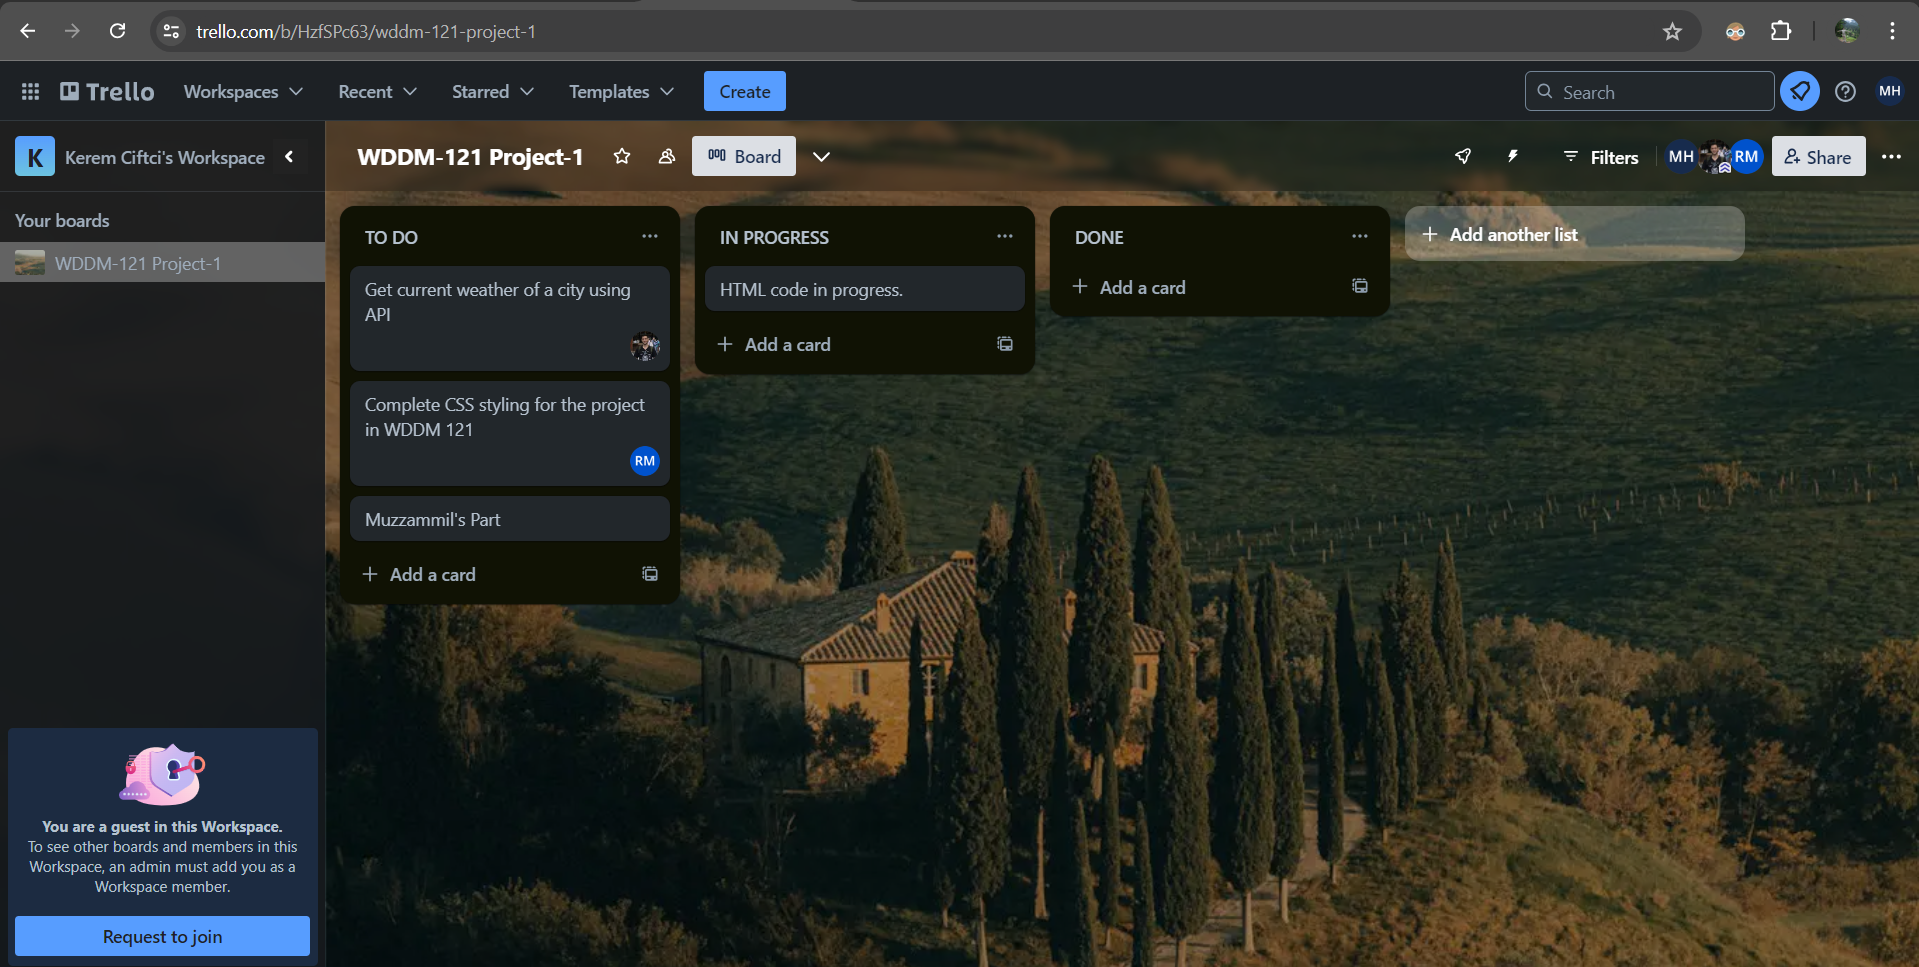 trello.com/b/HzfSPc63/wddm-121-project-1
Trello
Workspaces
Recent
Starred
Templates
Create
Search
MH
K
Kerem Ciftci's Workspace
WDDM-121 Project-1
Board
Filters
MH
RM
Share
Your boards
WDDM-121 Project-1
TO DO
Get current weather of a city using
API
Complete CSS styling for the project
in WDDM 121
RM
Muzzammil's Part
Add a card
IN PROGRESS
HTML code in progress.
Add a card
DONE
Add a card
Add another list
You are a guest in this Workspace.
To see other boards and members in this
Workspace, an admin must add you as a
Workspace member.
Request to join